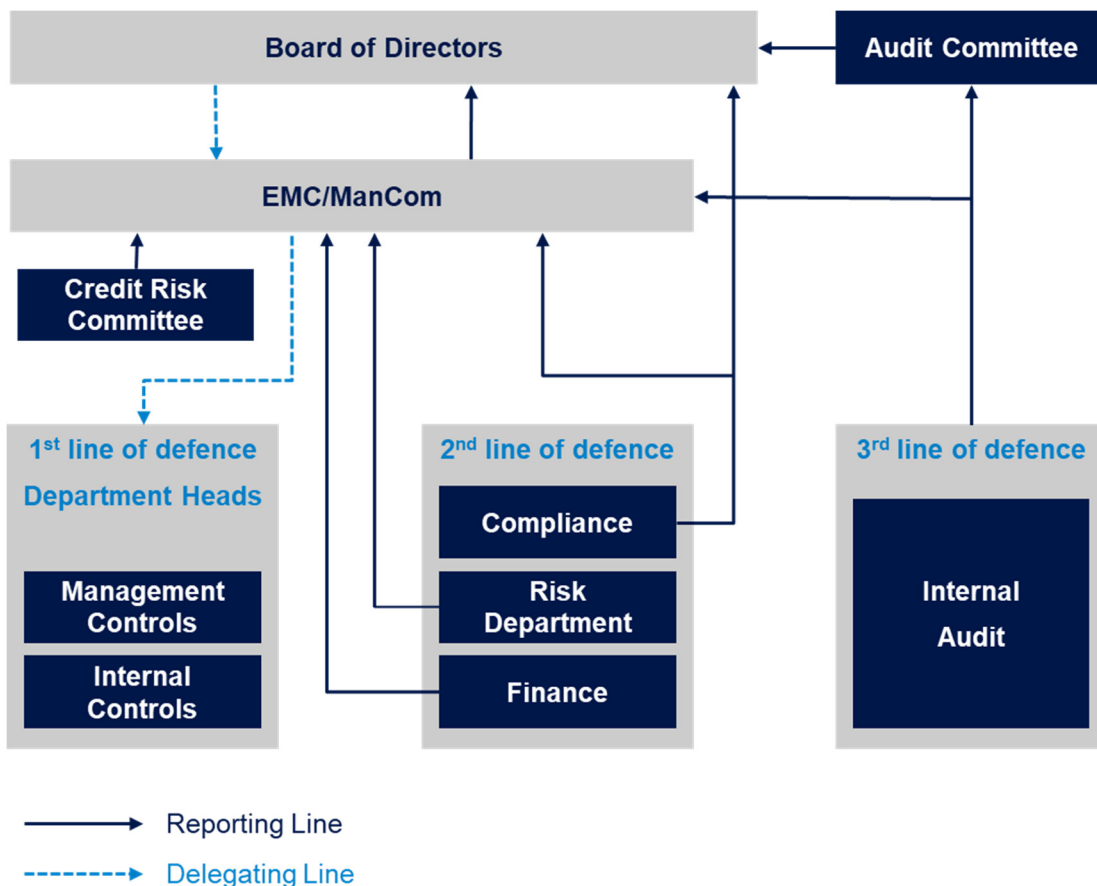 Board of Directors
Audit Committee
EMC/ManCom
Credit Risk
Committee
1st line of defence
Department Heads
Management
Controls
Internal
Controls
2nd line of defence
Compliance
Risk
Department
Finance
3rd line of defence
Internal
Audit
Reporting Line
Delegating Line